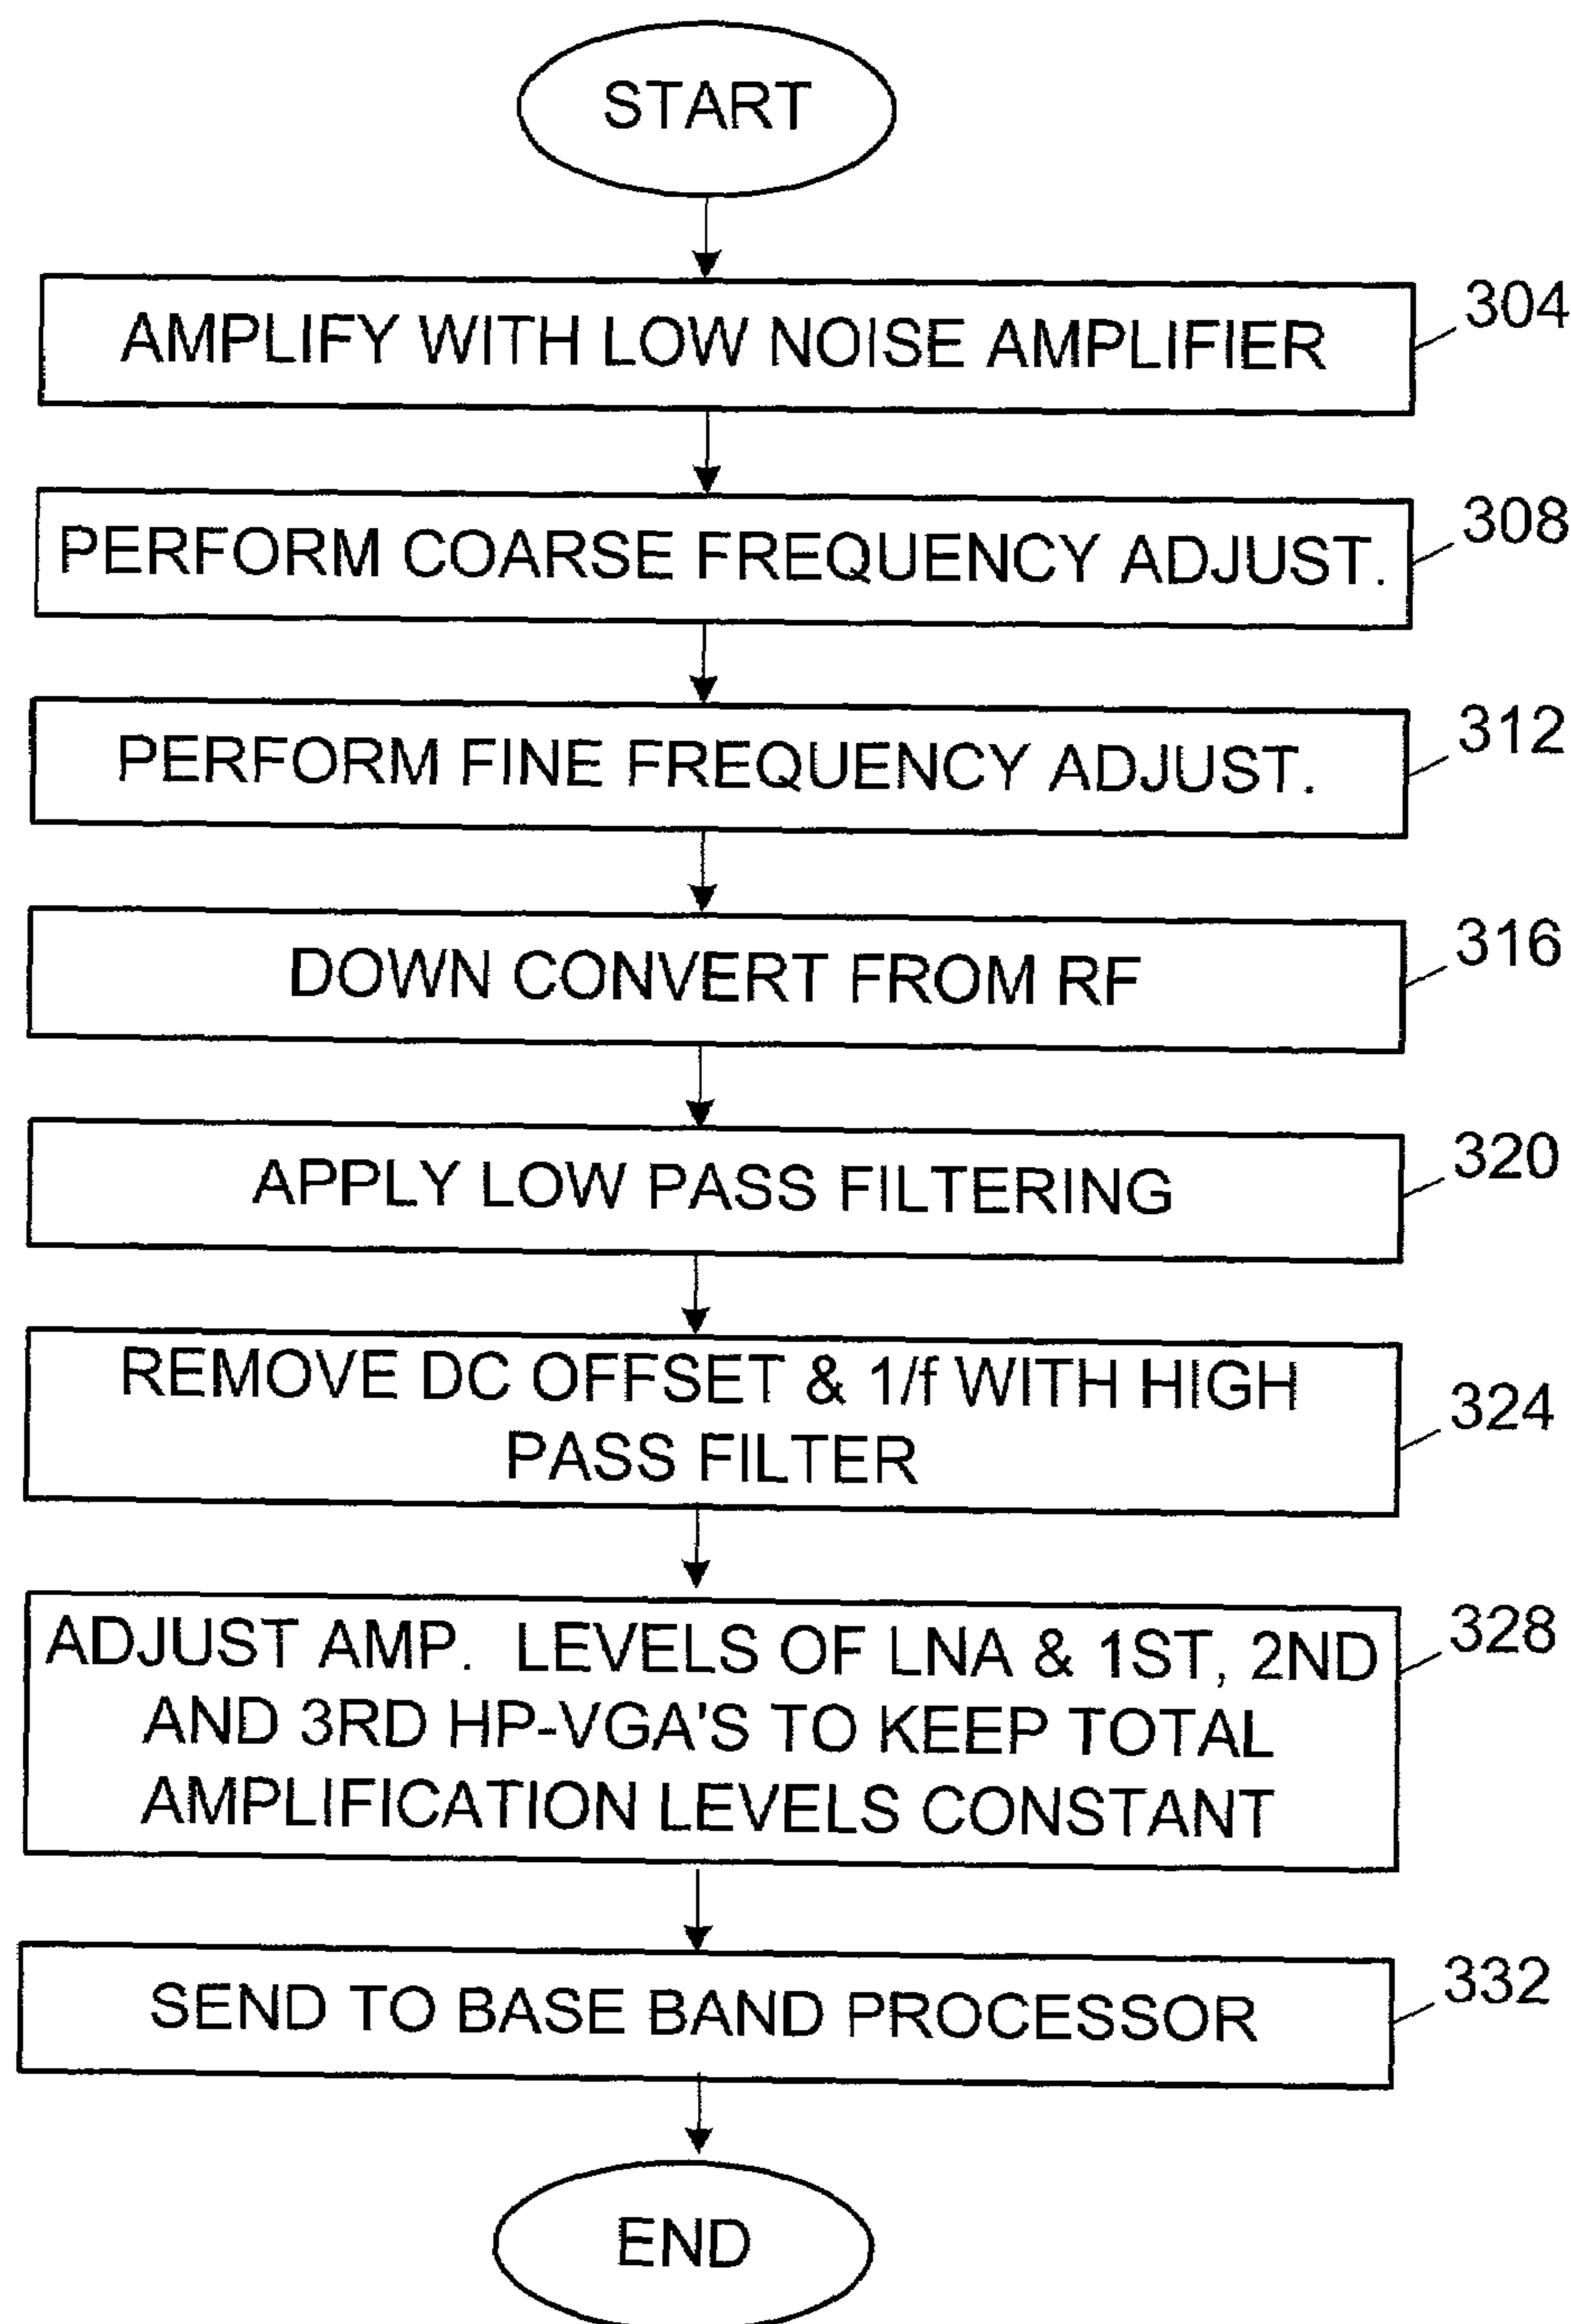 START
AMPLIFY WITH LOW NOISE AMPLIFIER
304
PERFORM COARSE FREQUENCY ADJUST.
308
PERFORM FINE FREQUENCY ADJUST.
312
DOWN CONVERT FROM RF
316
APPLY LOW PASS FILTERING
320
REMOVE DC OFFSET & 1/f WITH HIGH
PASS FILTER
324
ADJUST AMP. LEVELS OF LNA & 1ST, 2ND
AND 3RD HP-VGA'S TO KEEP TOTAL
AMPLIFICATION LEVELS CONSTANT
328
SEND TO BASE BAND PROCESSOR
332
END